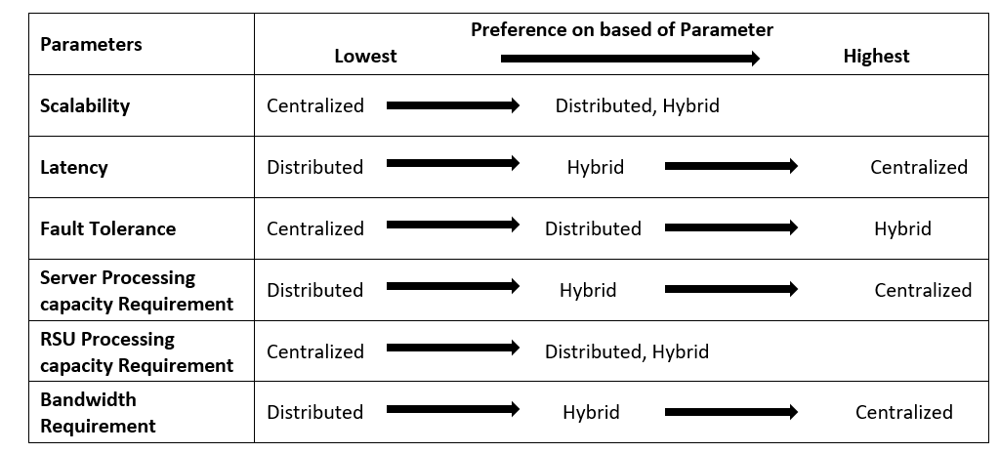 Parameters
Preference on based of Parameter
Lowest Highest
Scalability Centralized Distributed, Hybrid
Latency Distributed Hybrid Centralized
Fault Tolerance Centralized Distributed Hybrid
Server Processing
capacity Requirement Distributed Hybrid Centralized
RSU Processing
capacity Requirement Centralized Distributed, Hybrid
Bandwidth
Requirement Distributed Hybrid Centralized